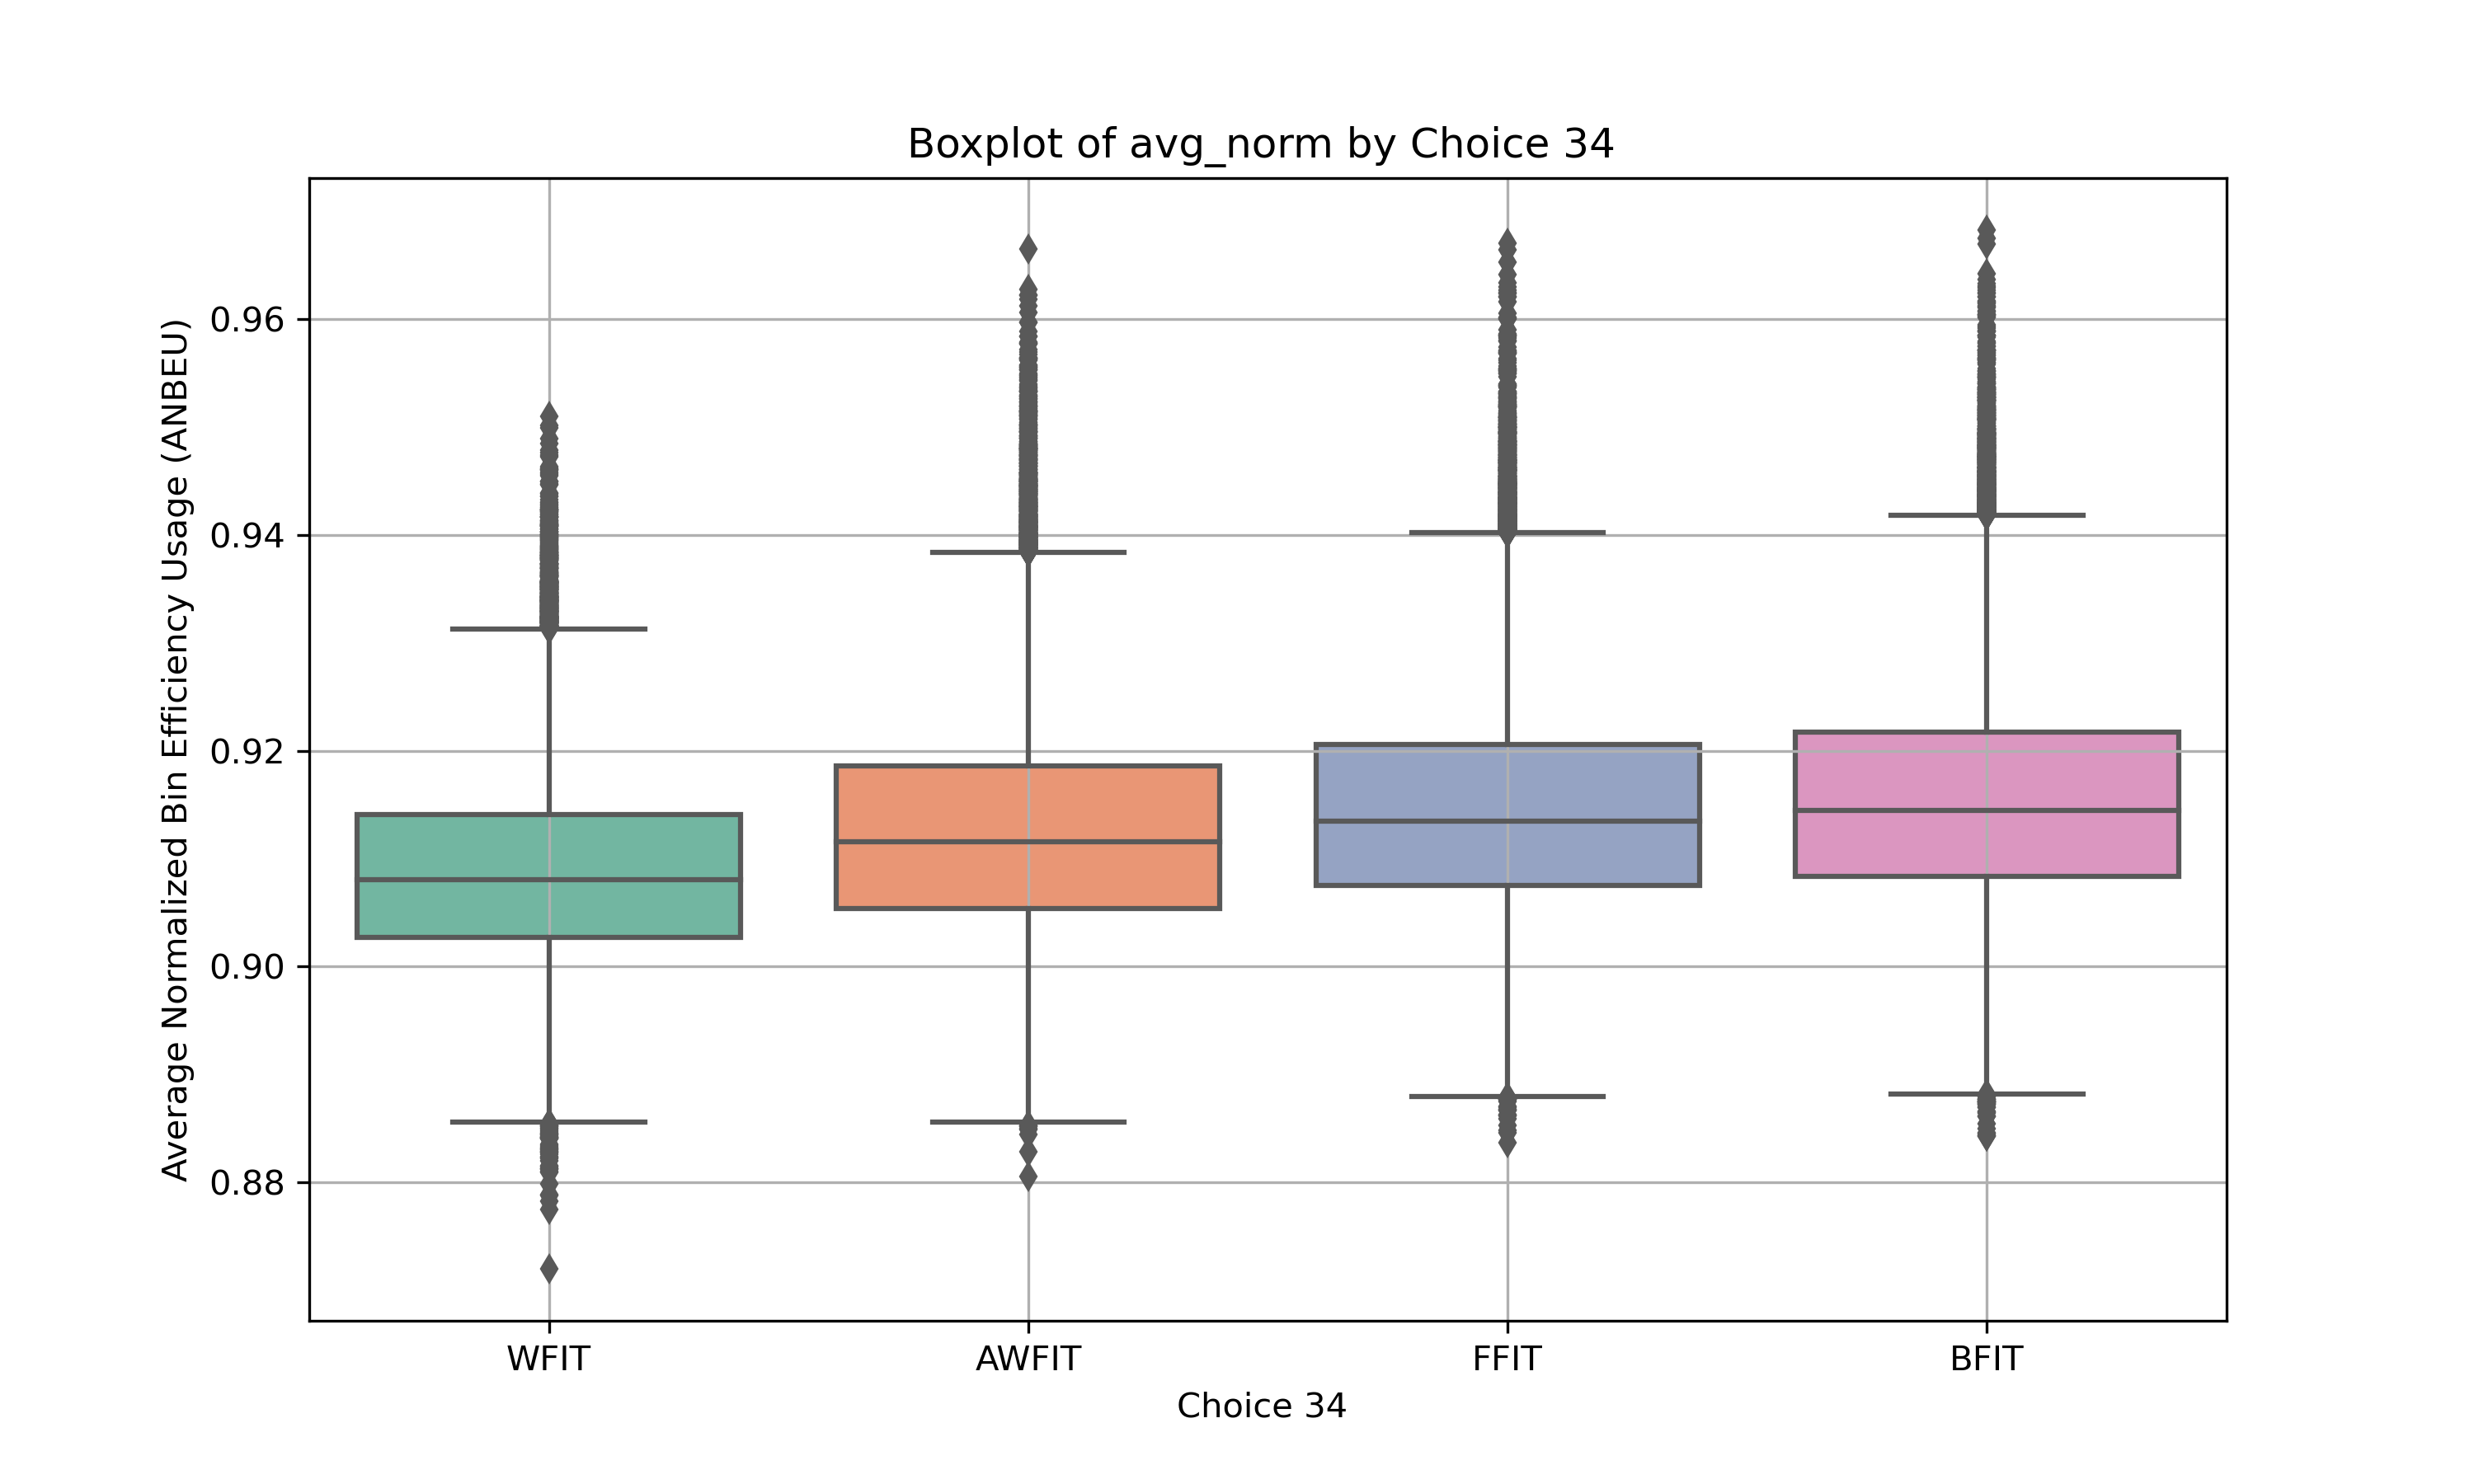 Boxplot of avg_norm by Choice 34
Average Normalized Bin Efficiency Usage (ANBEU)
0.96
0.94
0.92
0.90
0.88
WFIT AWFIT FFIT BFIT
Choice 34